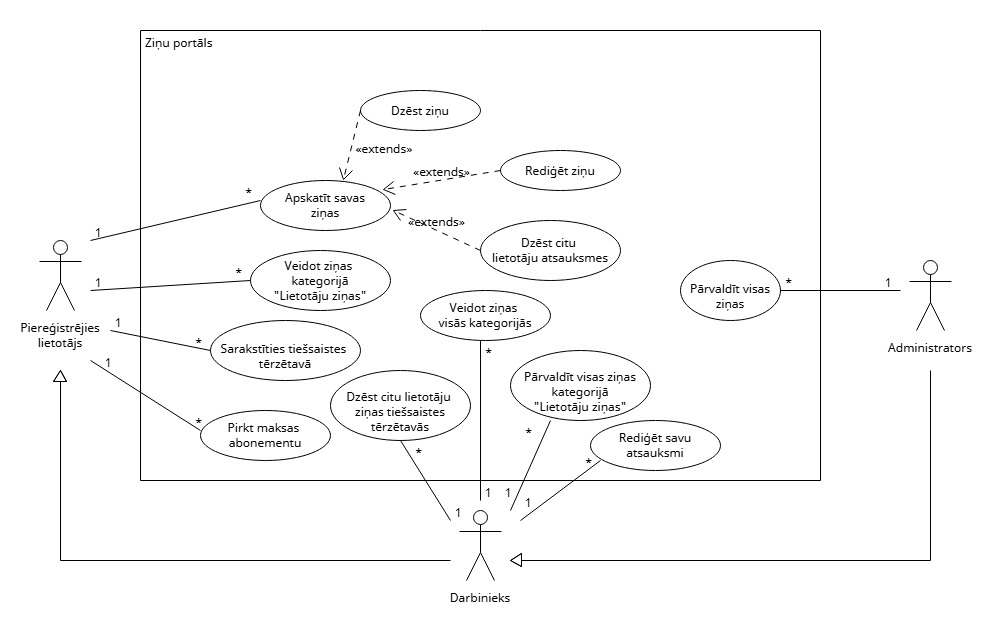 Ziņu portāls
Dzēst ziņu
«extends»
Rediģēt ziņu
«extends»
Apskatīt savas
ziņas
*
1
«extends»
Dzēst citu
lietotāju atsauksmes
Piereģistrējies
lietotājs
1
*
Veidot ziņas
kategorijā
"Lietotāju ziņas"
Pārvaldīt visas
ziņas
*
1
Administrators
Veidot ziņas
visās kategorijās
*
1
1
*
Sarakstīties tiešsaistes
tērzētavā
1
*
Pirkt maksas
abonementu
Dzēst citu lietotāju
ziņas tiešsaistes
tērzētavās
*
1
Pārvaldīt visas ziņas
kategorijā
"Lietotāju ziņas"
*
1
Rediģēt savu
atsauksmi
*
1
Darbinieks